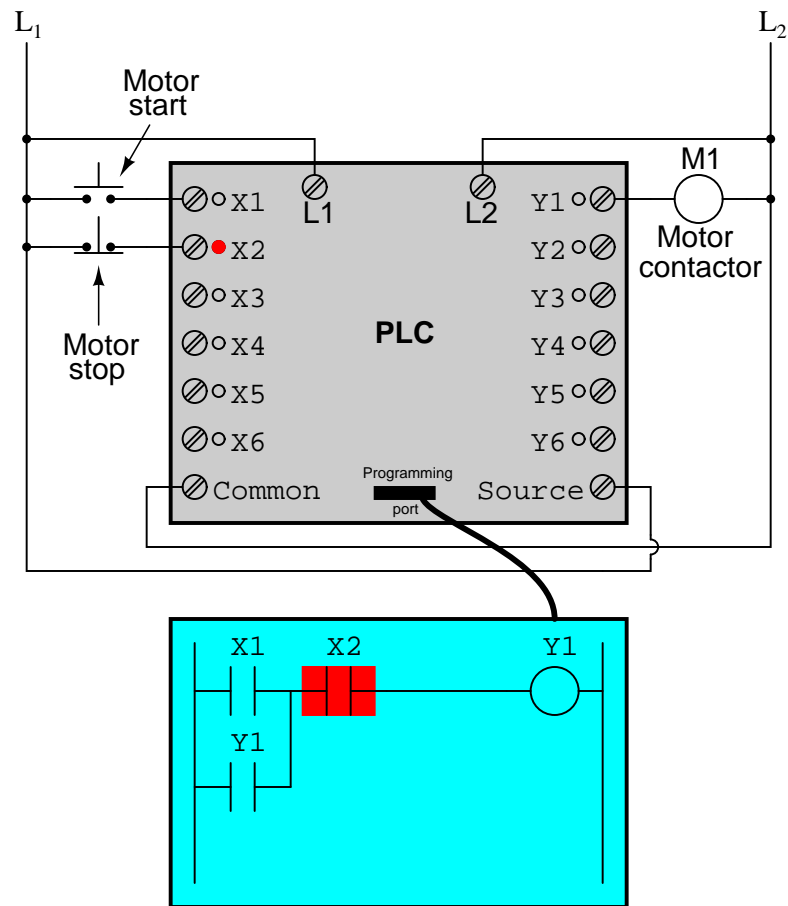 L1
L2
Motor
start
M1
X1
L1
L2
Y1
Motor
contactor
X2
Y2
X3
Y3
Motor
stop
X4
PLC
Y4
X5
Y5
X6
Y6
Common
Programming
port
Source
X1
X2
Y1
Y1